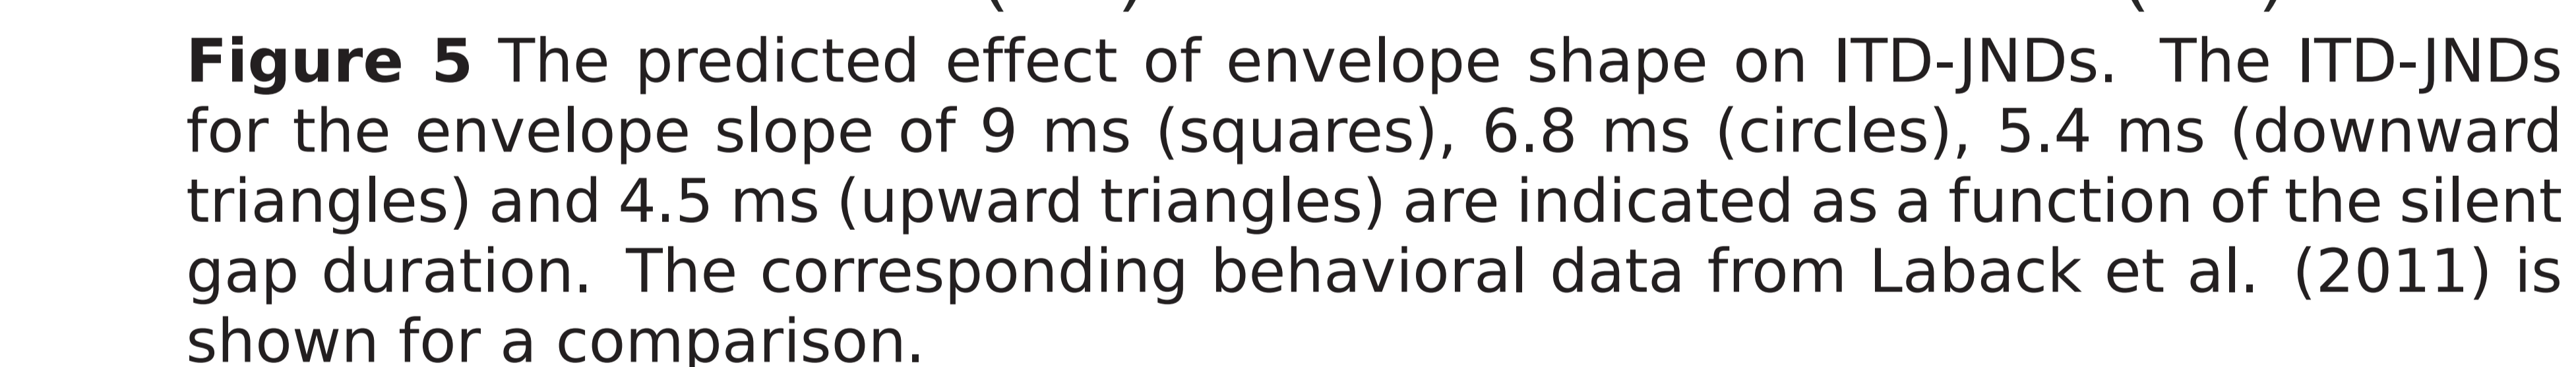 Figure 5 The predicted effect of envelope shape on ITD-JNDs. The ITD-JNDs
for the envelope slope of 9 ms (squares), 6.8 ms (circles), 5.4 ms (downward
triangles) and 4.5 ms (upward triangles) are indicated as a function of the silent
gap duration. The corresponding behavioral data from Laback et al. (2011) is
shown for a comparison.